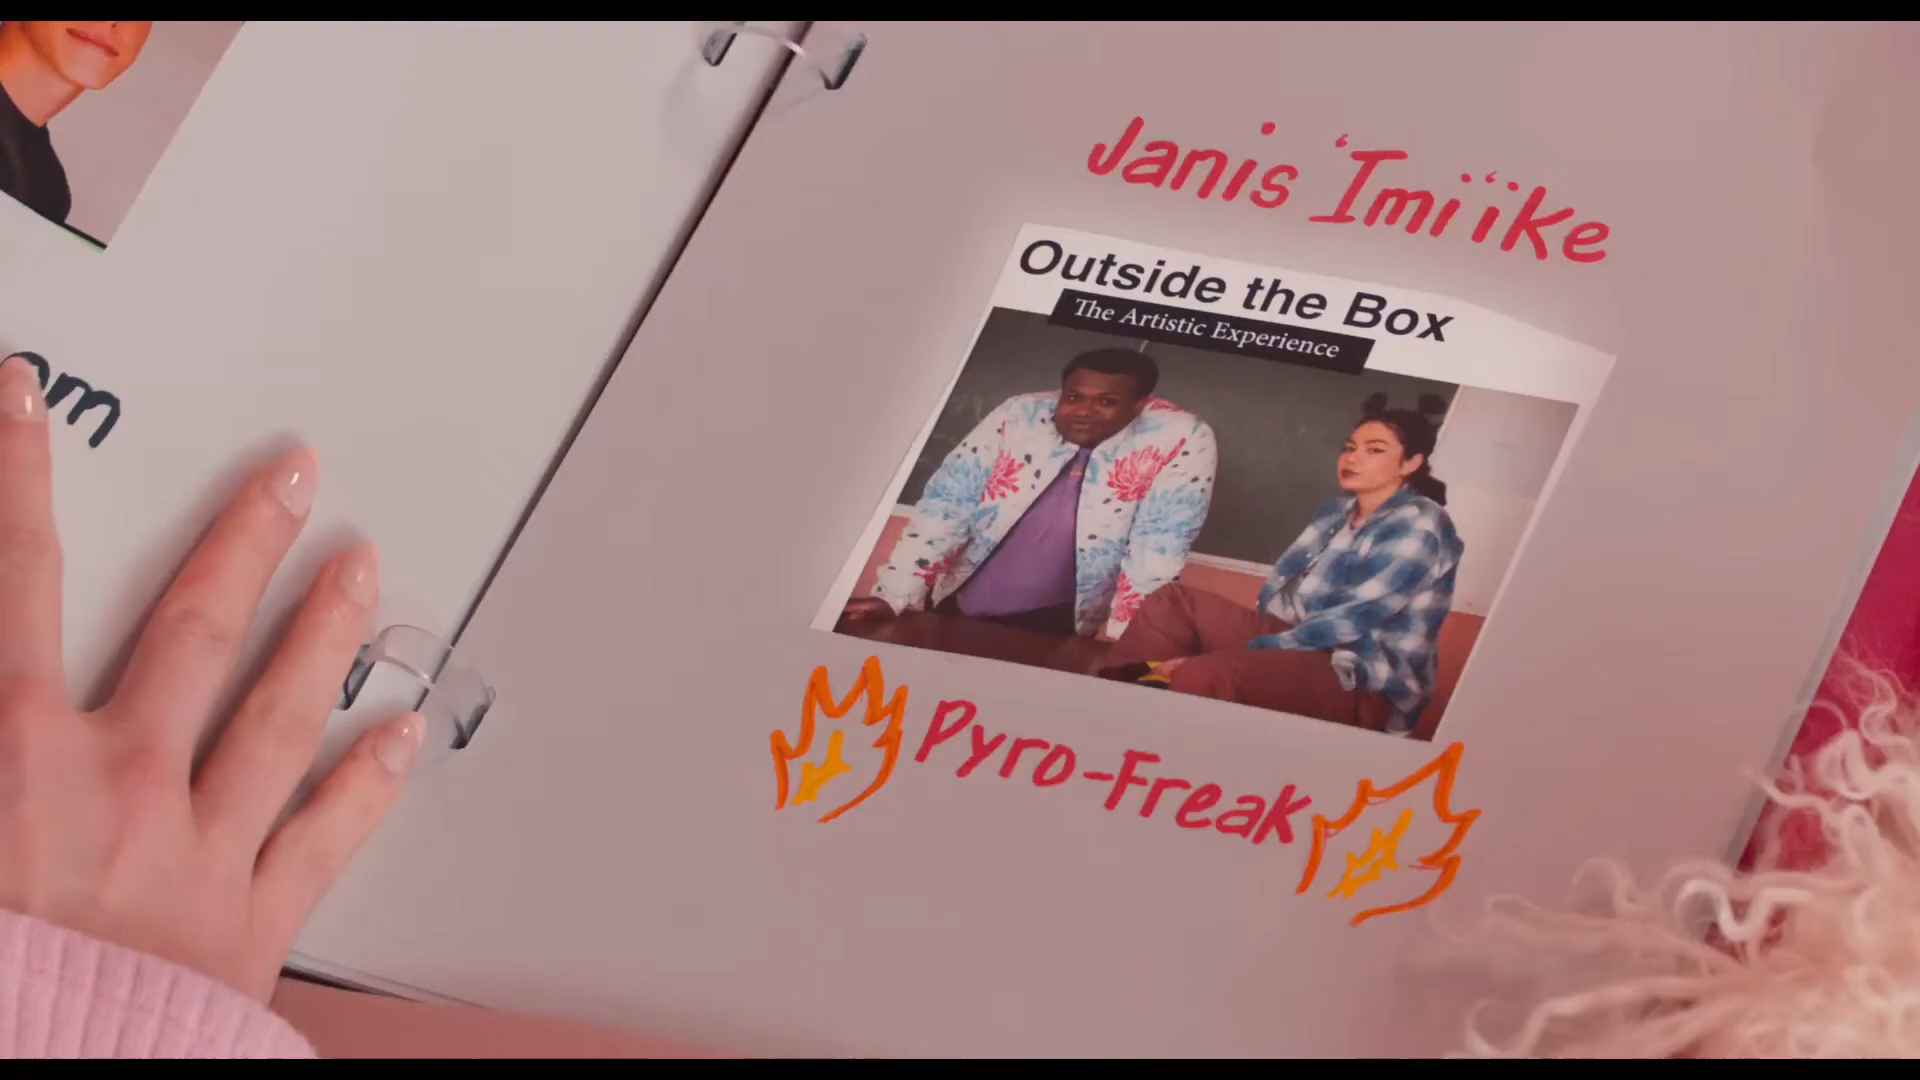 Janis 'Imi'ike
Outside the Box
The Artistic Experience
Pyro-Freak